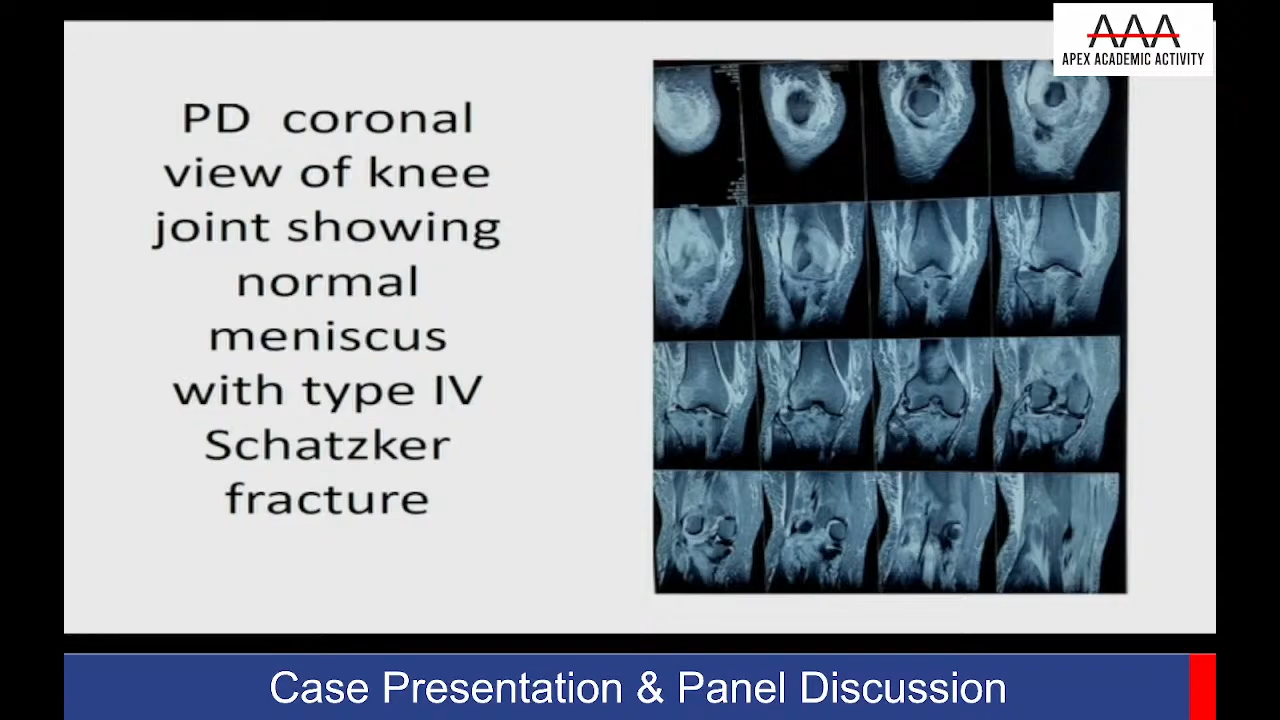 AAA
APEX ACADEMIC ACTIVITY
PD coronal
view of knee
joint showing
normal
meniscus
with type IV
Schatzker
fracture
Case Presentation & Panel Discussion